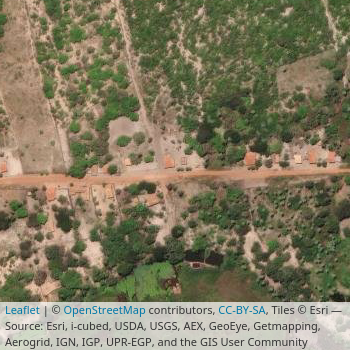 Leaflet | © OpenStreetMap contributors, CC-BY-SA, Tiles © Esri —
Source: Esri, i-cubed, USDA, USGS, AEX, GeoEye, Getmapping,
Aerogrid, IGN, IGP, UPR-EGP, and the GIS User Community